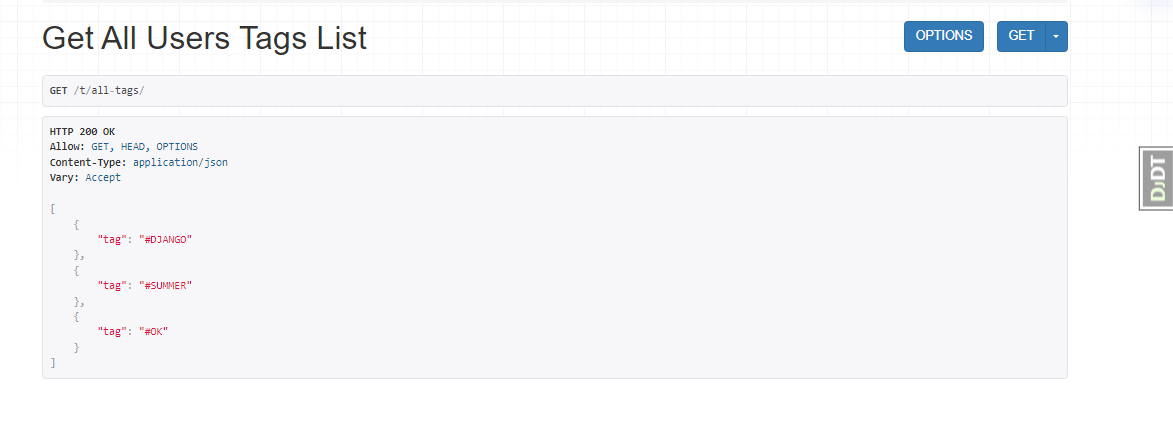 Get All Users Tags List
OPTIONS
GET
GET /t/all-tags/
HTTP 200 OK
Allow: GET, HEAD, OPTIONS
Content-Type: application/json
Vary: Accept
[
{
"tag": "#DJANGO"
},
{
"tag": "#SUMMER"
},
{
"tag": "#OK"
}
]
DjDT